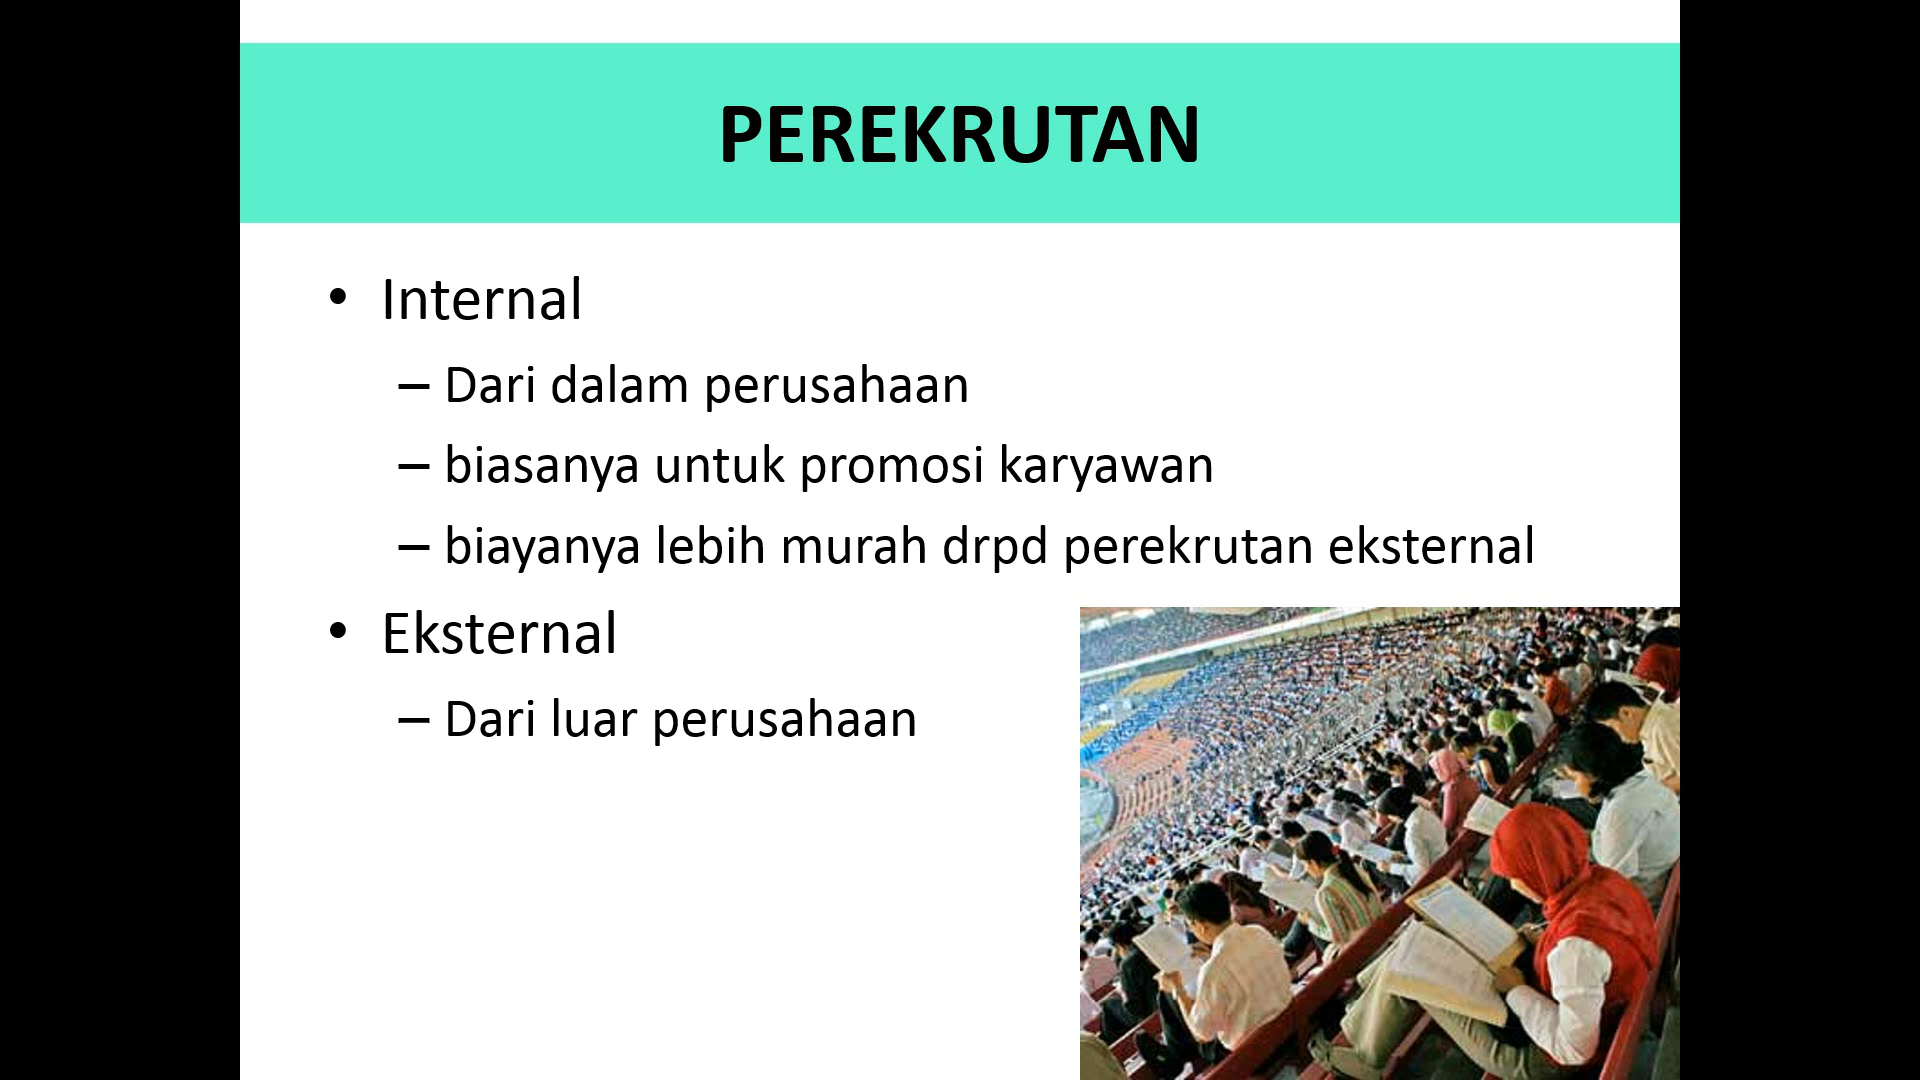 PEREKRUTAN
• Internal
– Dari dalam perusahaan
– biasanya untuk promosi karyawan
– biayanya lebih murah drpd perekrutan eksternal
• Eksternal
– Dari luar perusahaan